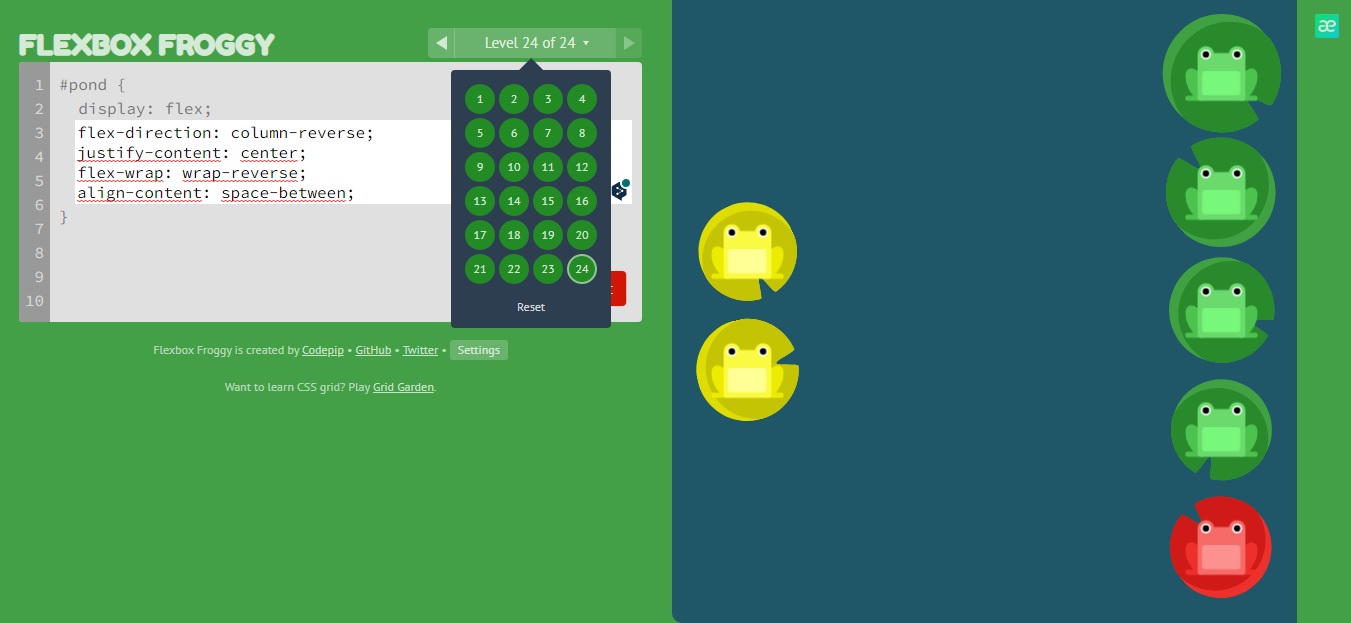 FLEXBOX FROGGY
◀ Level 24 of 24 ▾ ▶
1 #pond {
2 display: flex;
3 flex-direction: column-reverse;
4 justify-content: center;
5 flex-wrap: wrap-reverse;
6 align-content: space-between;
7 }
8
9
10
1 2 3 4
5 6 7 8
9 10 11 12
13 14 15 16
17 18 19 20
21 22 23 24
Reset
Flexbox Froggy is created by Codepip • GitHub • Twitter • Settings
Want to learn CSS grid? Play Grid Garden.
æ